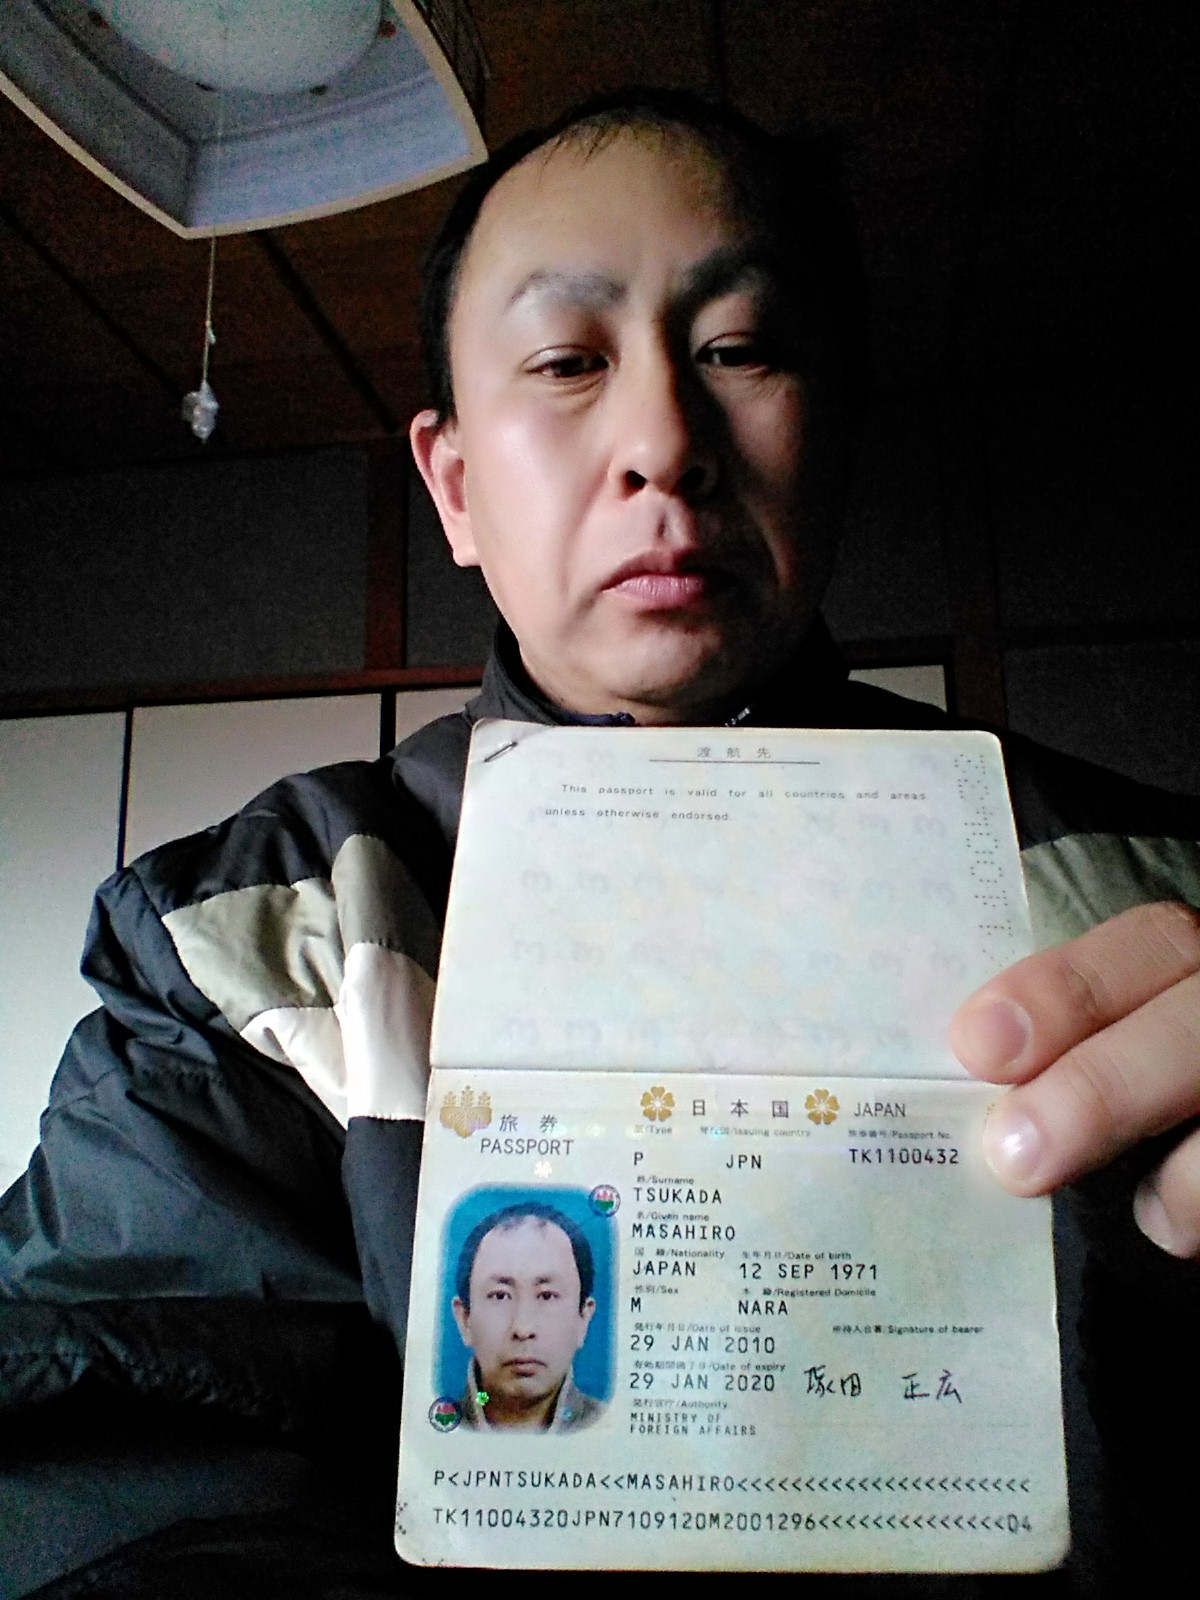 渡航先
This passport is valid for all countries and areas
unless otherwise endorsed.
旅券
PASSPORT
日本国 JAPAN
型/Type 発行国/Issuing country 旅券番号/Passport No.
P JPN TK1100432
姓/Surname
TSUKADA
名/Given name
MASAHIRO
国籍/Nationality 生年月日/Date of birth
JAPAN 12 SEP 1971
性別/Sex 本籍/Registered Domicile
M NARA
発行年月日/Date of issue 所持人自署/Signature of bearer
29 JAN 2010
有効期間満了日/Date of expiry
29 JAN 2020 塚田 正広
発行官庁/Authority
MINISTRY OF
FOREIGN AFFAIRS
P<JPNTSUKADA<<MASAHIRO<<<<<<<<<<<<<<<<<<<<<<
TK11004320JPN7109120M2001296<<<<<<<<<<<<<<04